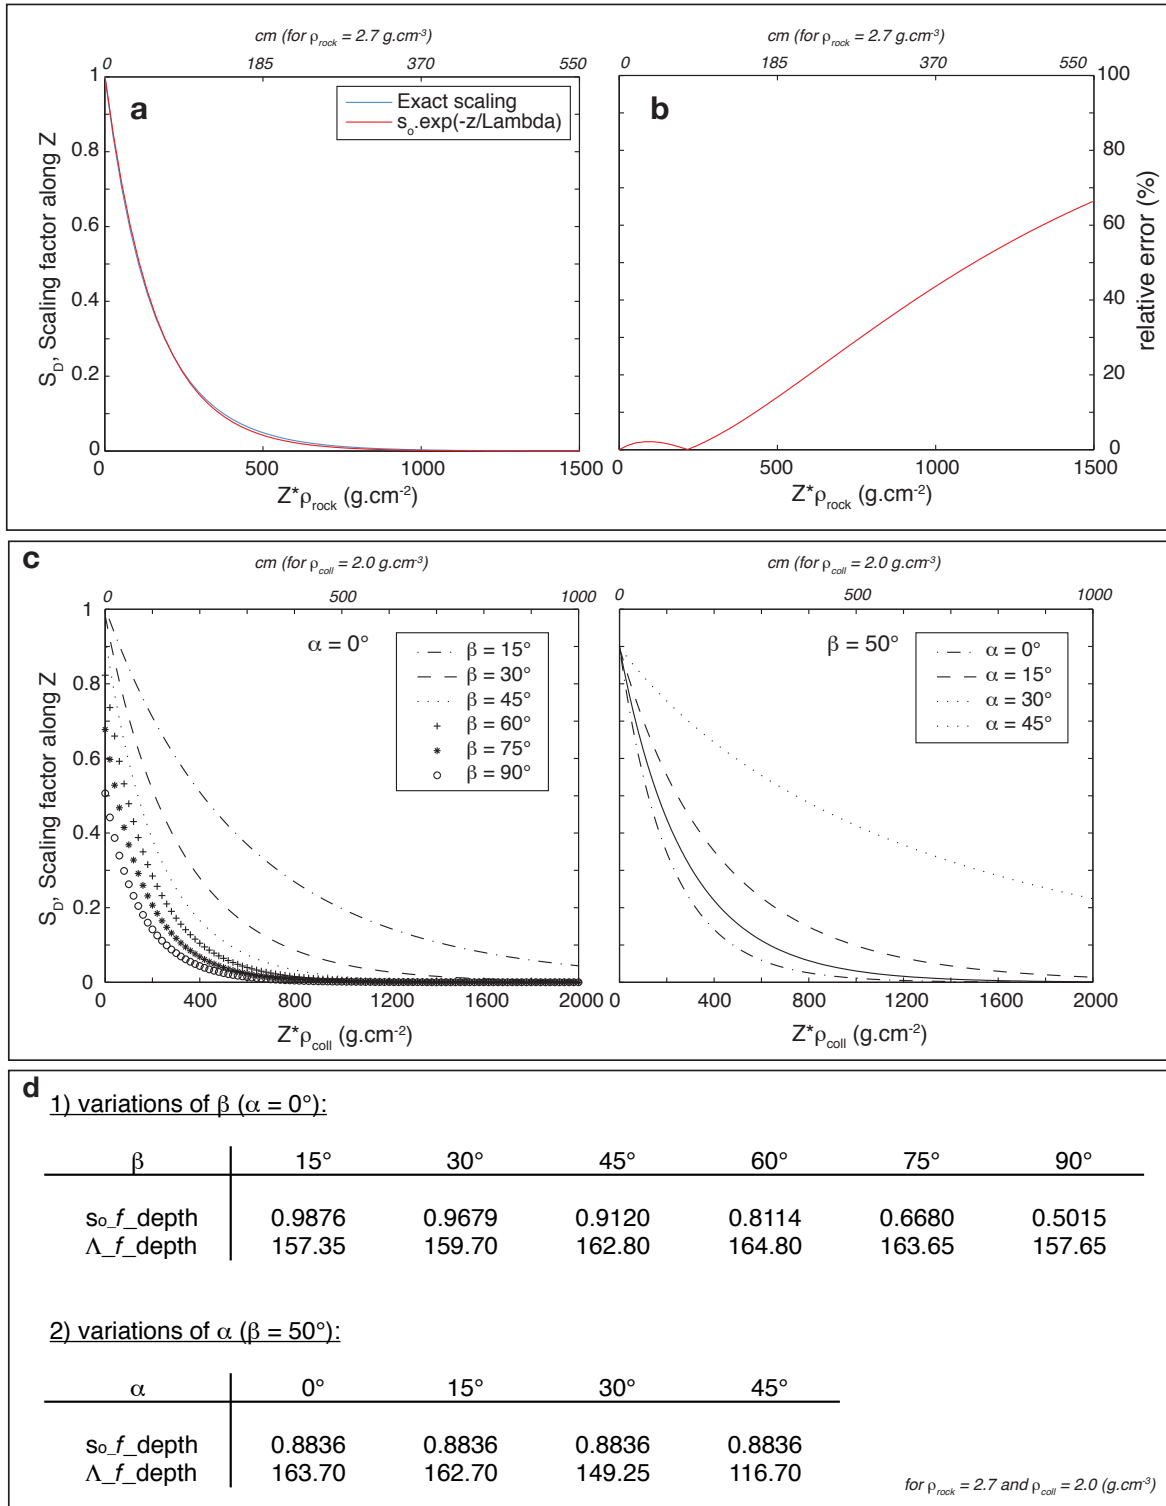 cm (for ρrock = 2.7 g.cm-3)
0 185 370 550
1
0.8
0.6
0.4
0.2
0
a
Exact scaling
so.exp(-z/Lambda)
SD, Scaling factor along Z
0 500 1000 1500
Z*ρrock (g.cm-2)
cm (for ρrock = 2.7 g.cm-3)
0 185 370 550
b
100
80
60
40
20
0
relative error (%)
0 500 1000 1500
Z*ρrock (g.cm-2)
c
cm (for ρcoll = 2.0 g.cm-3)
0 500 1000
1
0.8
0.6
0.4
0.2
0
α = 0°
β = 15°
β = 30°
β = 45°
β = 60°
β = 75°
β = 90°
SD, Scaling factor along Z
0 400 800 1200 1600 2000
Z*ρcoll (g.cm-2)
cm (for ρcoll = 2.0 g.cm-3)
0 500 1000
β = 50°
α = 0°
α = 15°
α = 30°
α = 45°
0 400 800 1200 1600 2000
Z*ρcoll (g.cm-2)
d
1) variations of β (α = 0°):
β 15° 30° 45° 60° 75° 90°
so_f_depth 0.9876 0.9679 0.9120 0.8114 0.6680 0.5015
Λ_f_depth 157.35 159.70 162.80 164.80 163.65 157.65
2) variations of α (β = 50°):
α 0° 15° 30° 45°
so_f_depth 0.8836 0.8836 0.8836 0.8836
Λ_f_depth 163.70 162.70 149.25 116.70
for ρrock = 2.7 and ρcoll = 2.0 (g.cm-3)